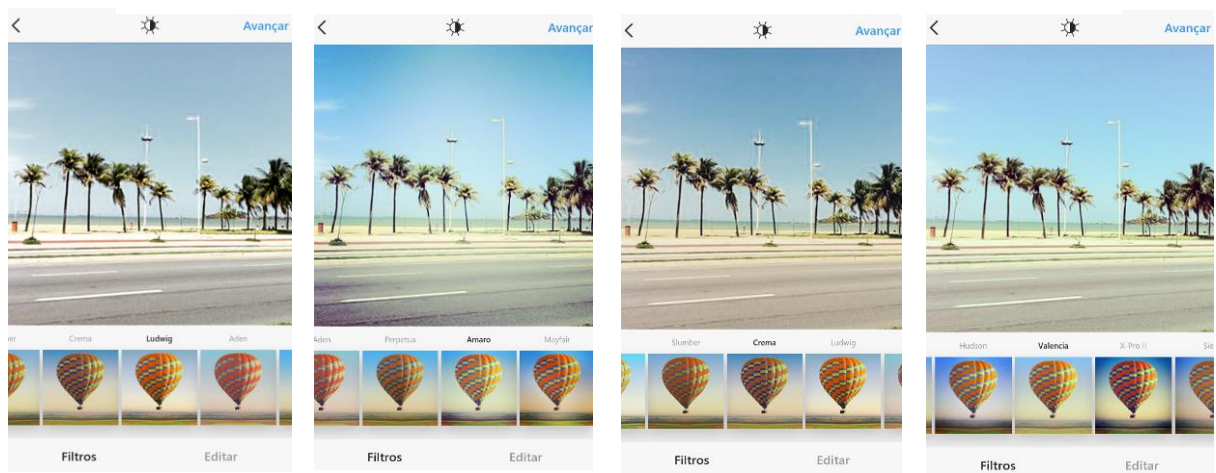 Avançar
Crema Ludwig Aden
Filtros Editar
Avançar
Aden Perpetua Amaro Mayfair
Filtros Editar
Avançar
Slumber Crema Ludwig
Filtros Editar
Avançar
Hudson Valencia X-Pro II Sie
Filtros Editar